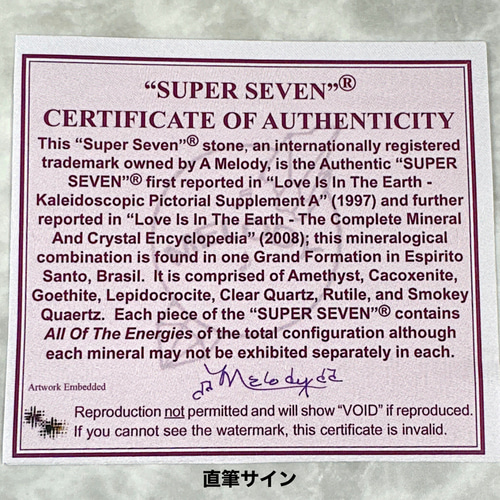 “SUPER SEVEN”®
CERTIFICATE OF AUTHENTICITY
This “Super Seven”® stone, an internationally registered
trademark owned by A Melody, is the Authentic “SUPER
SEVEN”® first reported in “Love Is In The Earth -
Kaleidoscopic Pictorial Supplement A” (1997) and further
reported in “Love Is In The Earth - The Complete Mineral
And Crystal Encyclopedia” (2008); this mineralogical
combination is found in one Grand Formation in Espirito
Santo, Brasil. It is comprised of Amethyst, Cacoxenite,
Goethite, Lepidocrocite, Clear Quartz, Rutile, and Smokey
Quaertz. Each piece of the “SUPER SEVEN”® contains
All Of The Energies of the total configuration although
each mineral may not be exhibited separately in each.
Melody
Artwork Embedded
Reproduction not permitted and will show “VOID” if reproduced.
If you cannot see the watermark, this certificate is invalid.
直筆サイン